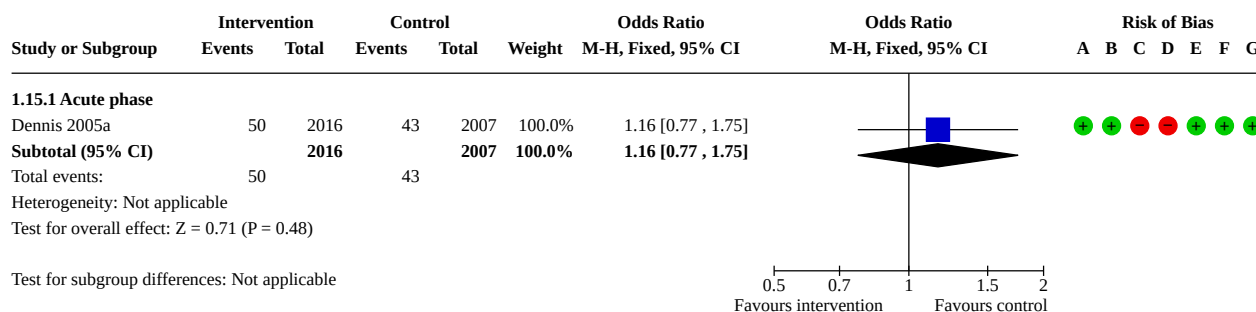 Intervention Control Odds Ratio Odds Ratio Risk of Bias
Study or Subgroup Events Total Events Total Weight M-H, Fixed, 95% CI M-H, Fixed, 95% CI A B C D E F G
1.15.1 Acute phase
Dennis 2005a 50 2016 43 2007 100.0% 1.16 [0.77 , 1.75] + + − − + + +
Subtotal (95% CI) 2016 2007 100.0% 1.16 [0.77 , 1.75]
Total events: 50 43
Heterogeneity: Not applicable
Test for overall effect: Z = 0.71 (P = 0.48)
Test for subgroup differences: Not applicable
0.5 0.7 1 1.5 2
Favours intervention Favours control